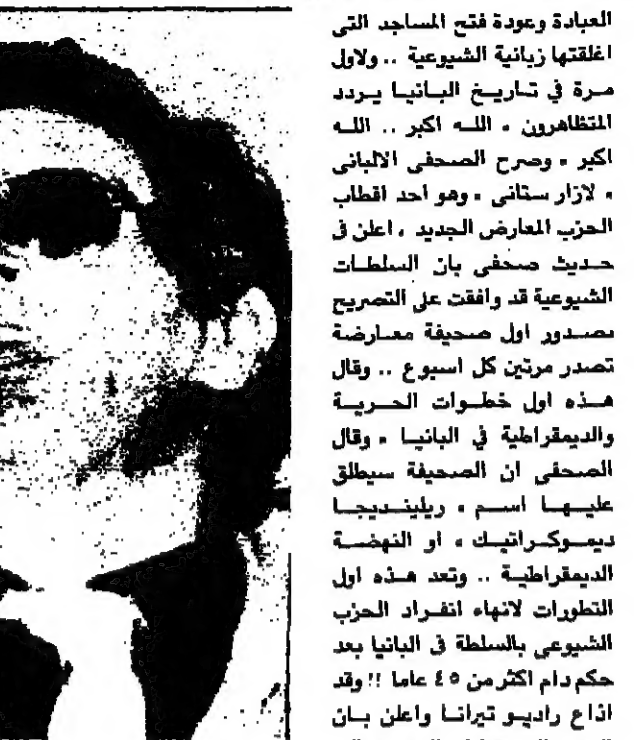 العبادة وعودة فتح المساجد التى
اغلقتها زبانية الشيوعية .. ولاول
مرة في تاريخ البانيا يردد
المتظاهرون « الله اكبر .. الله
اكبر » وصرح الصحفى الالبانى
« لازار ستانى » وهو احد اقطاب
الحزب المعارض الجديد ، اعلن في
حديث صحفى بان السلطات
الشيوعية قد وافقت على التصريح
بصدور اول صحيفة معارضة
تصدر مرتين كل اسبوع .. وقال
هذه اول خطوات الحرية
والديمقراطية في البانيا » وقال
الصحفى ان الصحيفة سيطلق
عليها اسم « ريلينديجا
ديموكراتيك » او النهضة
الديمقراطية .. وتعد هذه اول
التطورات لانهاء انفراد الحزب
الشيوعى بالسلطة في البانيا بعد
حكم دام اكثر من ٤٥ عاما !! وقد
اذاع راديو تيرانا واعلن بان